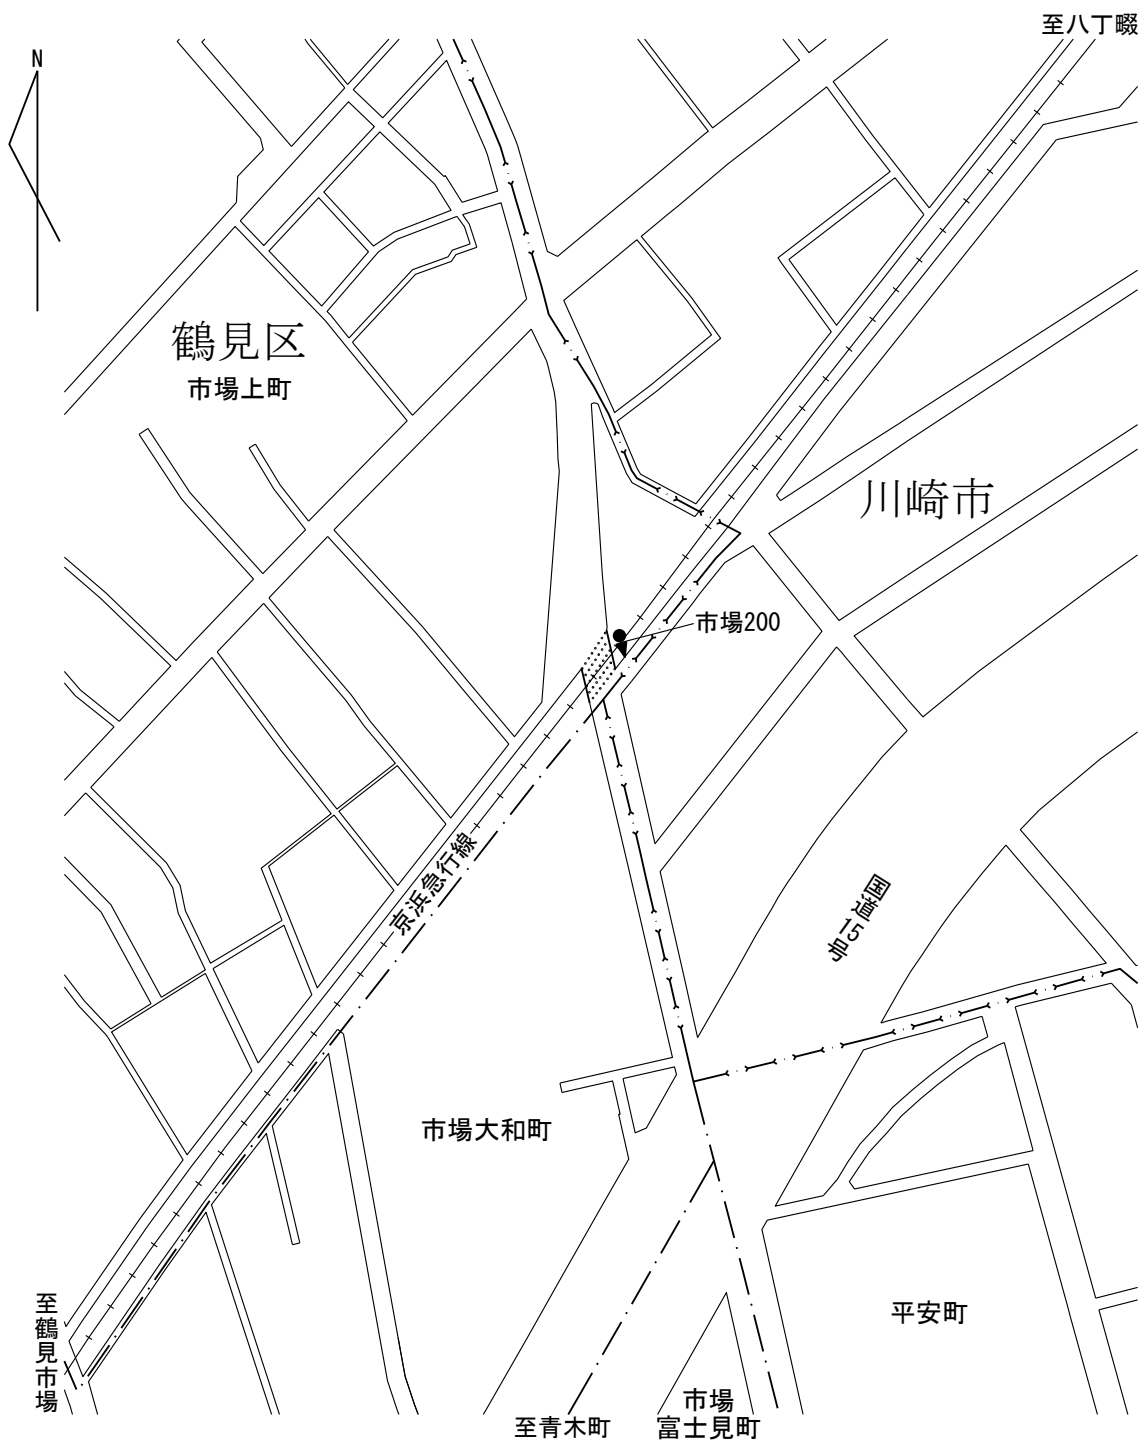 至八丁畷
N
鶴見区
市場上町
川崎市
市場200
京浜急行線
国道15号
市場大和町
平安町
至鶴見市場
至青木町
市場
富士見町